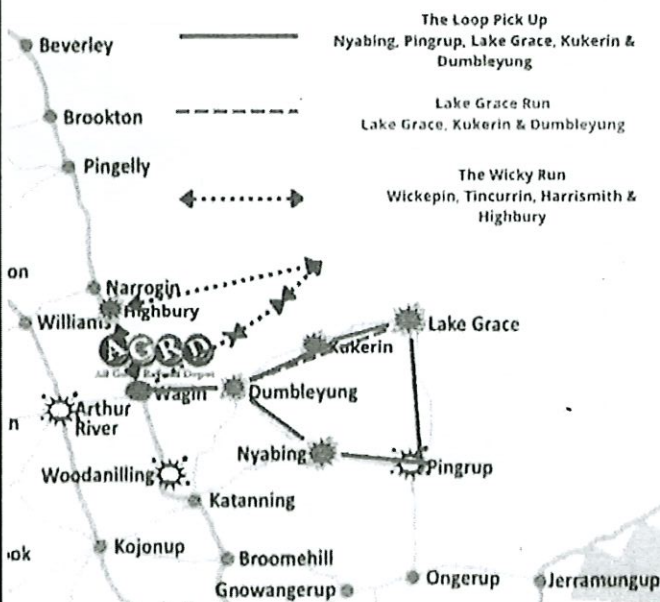 The Loop Pick Up
Nyabing, Pingrup, Lake Grace, Kukerin &
Dumbleyung
Lake Grace Run
Lake Grace, Kukerin & Dumbleyung
The Wicky Run
Wickepin, Tincurrin, Harrismith &
Highbury
Beverley
Brookton
Pingelly
on
Narrogin
Highbury
Williams
AGRD
Lake Grace
Kukerin
Wagin
Dumbleyung
Arthur
River
n
Nyabing
Pingrup
Woodanilling
Katanning
ok
Kojonup
Broomehill
Gnowangerup
Ongerup
Jerramungup